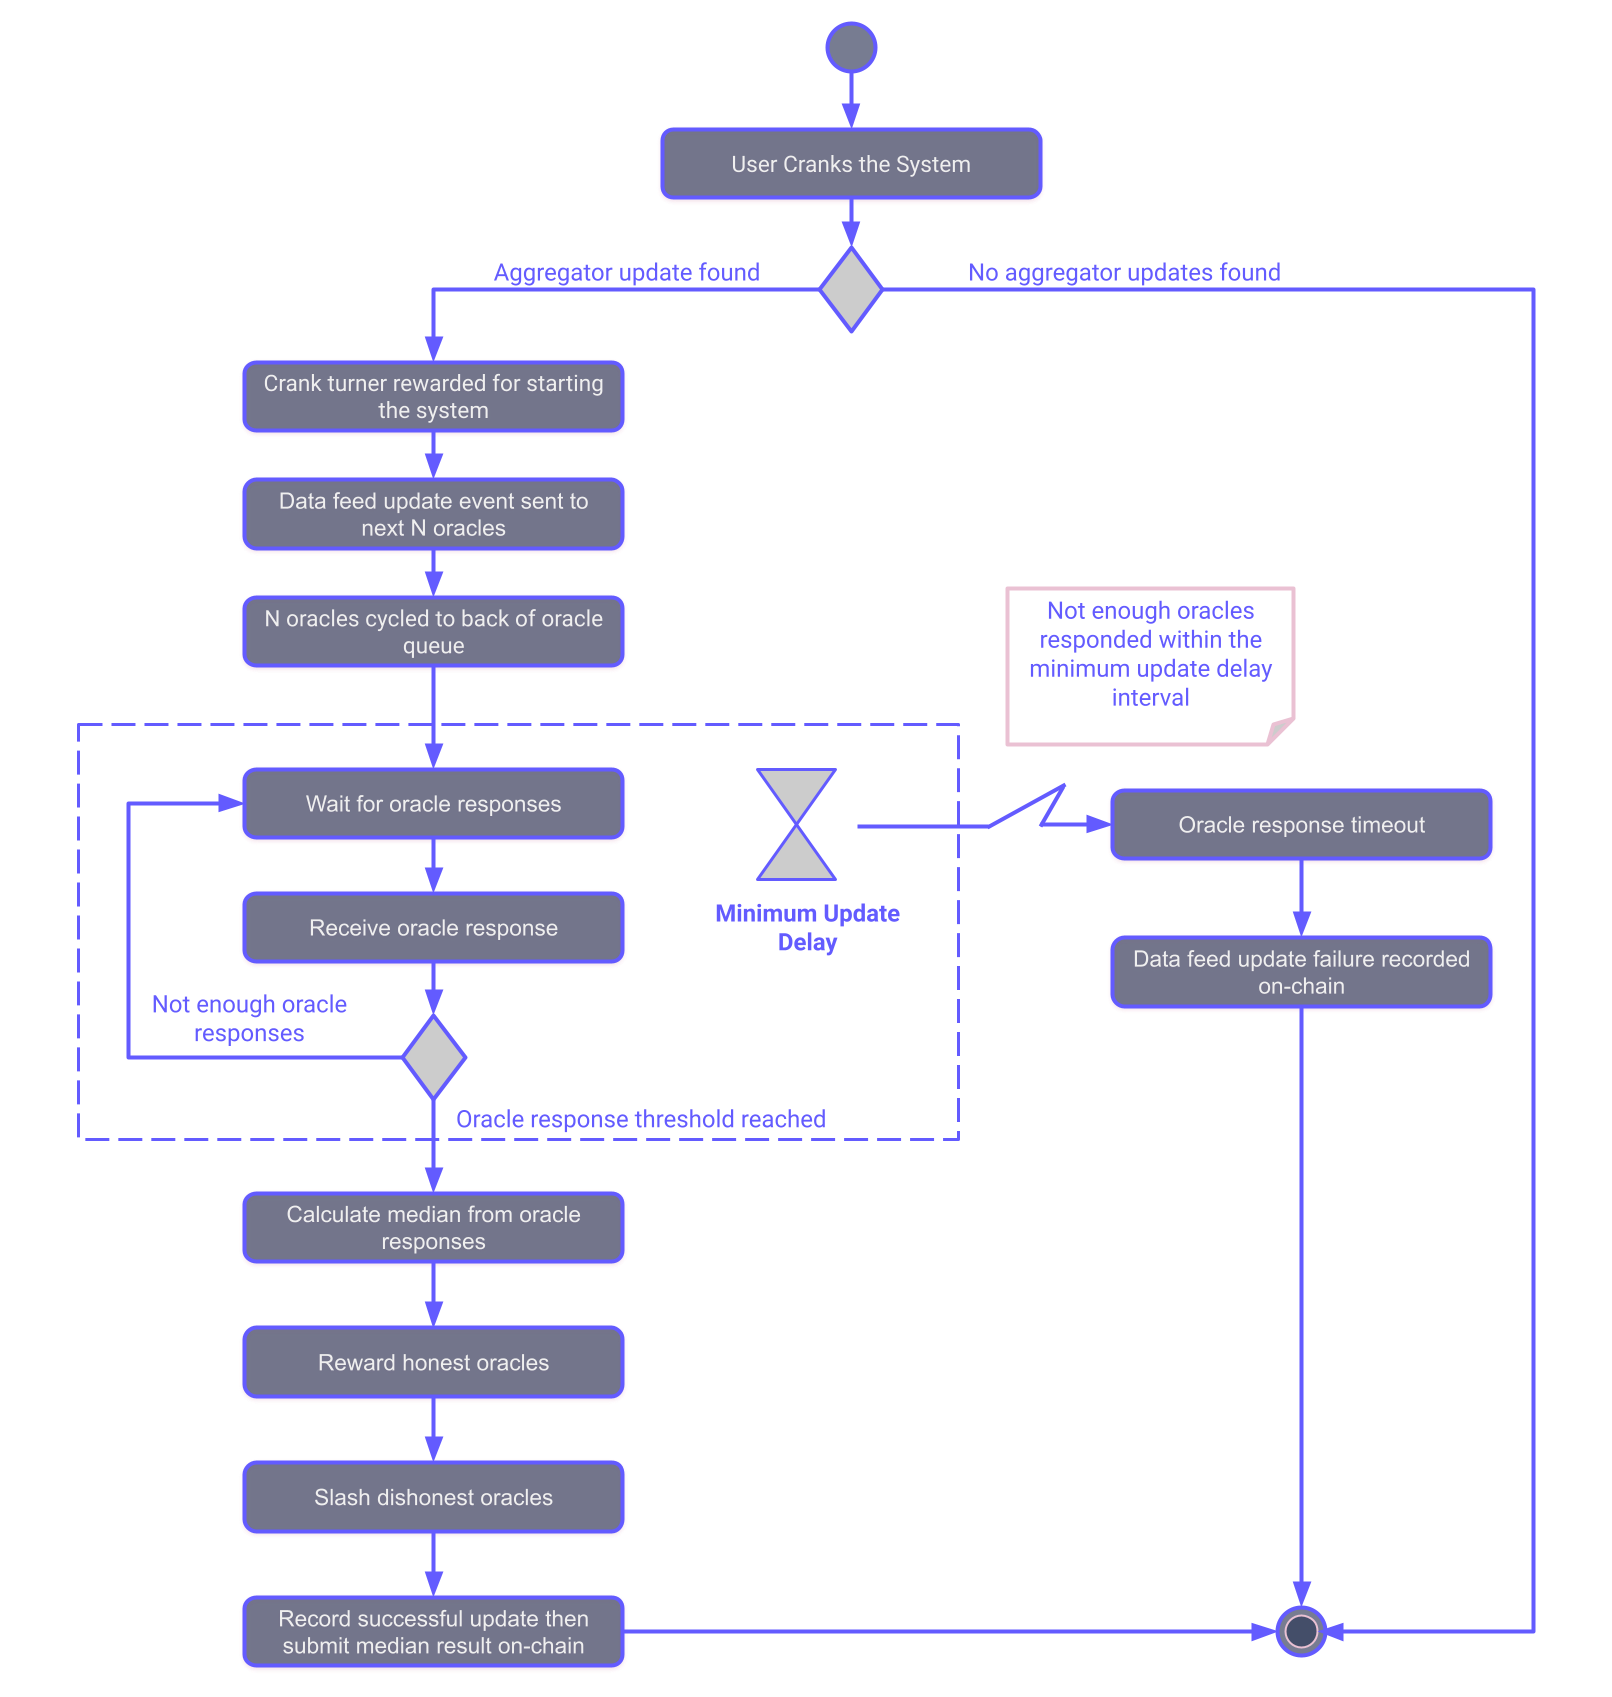 User Cranks the System
Aggregator update found
No aggregator updates found
Crank turner rewarded for starting
the system
Data feed update event sent to
next N oracles
N oracles cycled to back of oracle
queue
Not enough oracles
responded within the
minimum update delay
interval
Wait for oracle responses
Oracle response timeout
Receive oracle response
Minimum Update
Delay
Data feed update failure recorded
on-chain
Not enough oracle
responses
Oracle response threshold reached
Calculate median from oracle
responses
Reward honest oracles
Slash dishonest oracles
Record successful update then
submit median result on-chain